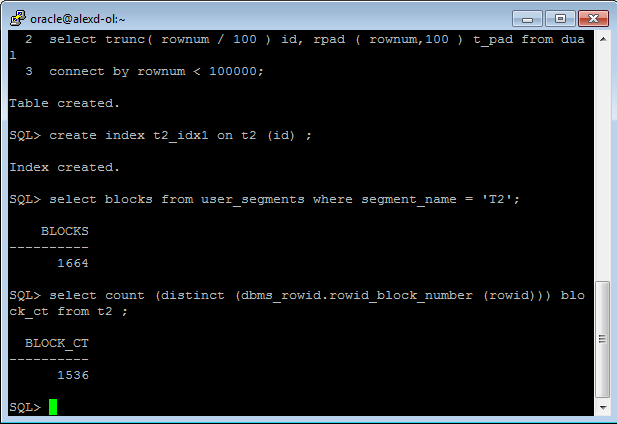 oracle@alexd-ol:~
  2  select trunc( rownum / 100 ) id, rpad ( rownum,100 ) t_pad from dua
l
  3  connect by rownum < 100000;

Table created.

SQL> create index t2_idx1 on t2 (id) ;

Index created.

SQL> select blocks from user_segments where segment_name = 'T2';

    BLOCKS
----------
      1664

SQL> select count (distinct (dbms_rowid.rowid_block_number (rowid))) blo
ck_ct from t2 ;

  BLOCK_CT
----------
      1536

SQL>